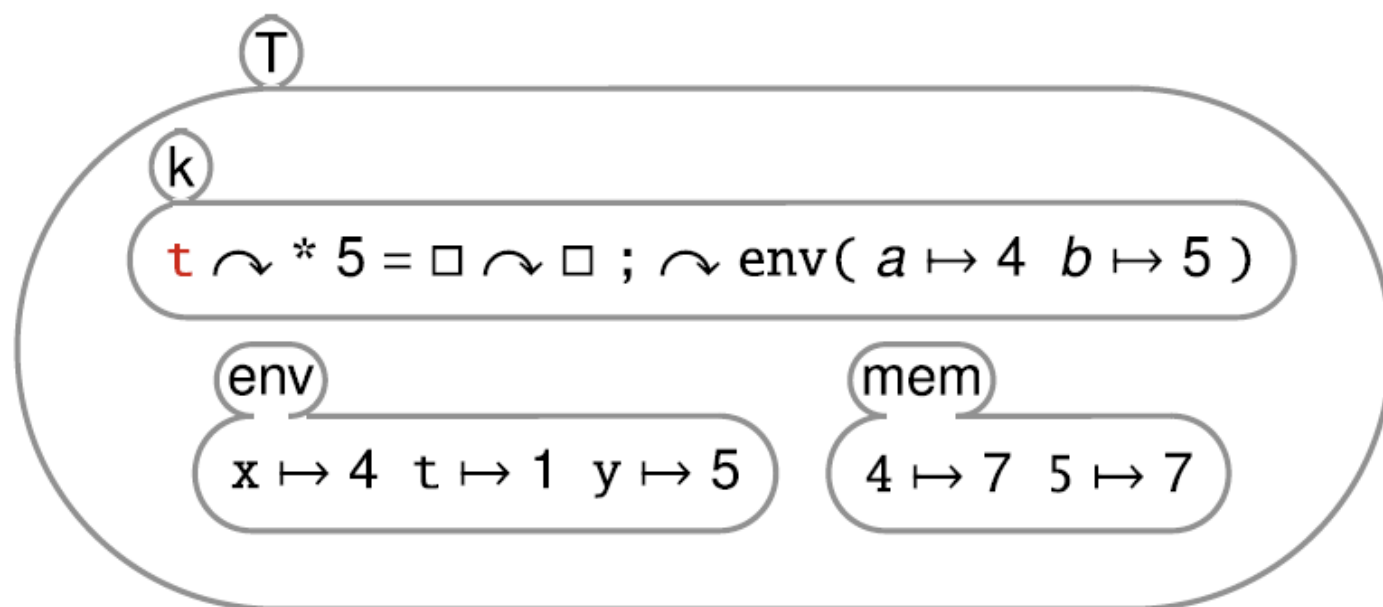 T
k
t ↷ * 5 = □ ↷ □ ; ↷ env( a ↦ 4 b ↦ 5 )
env mem
x ↦ 4 t ↦ 1 y ↦ 5 4 ↦ 7 5 ↦ 7